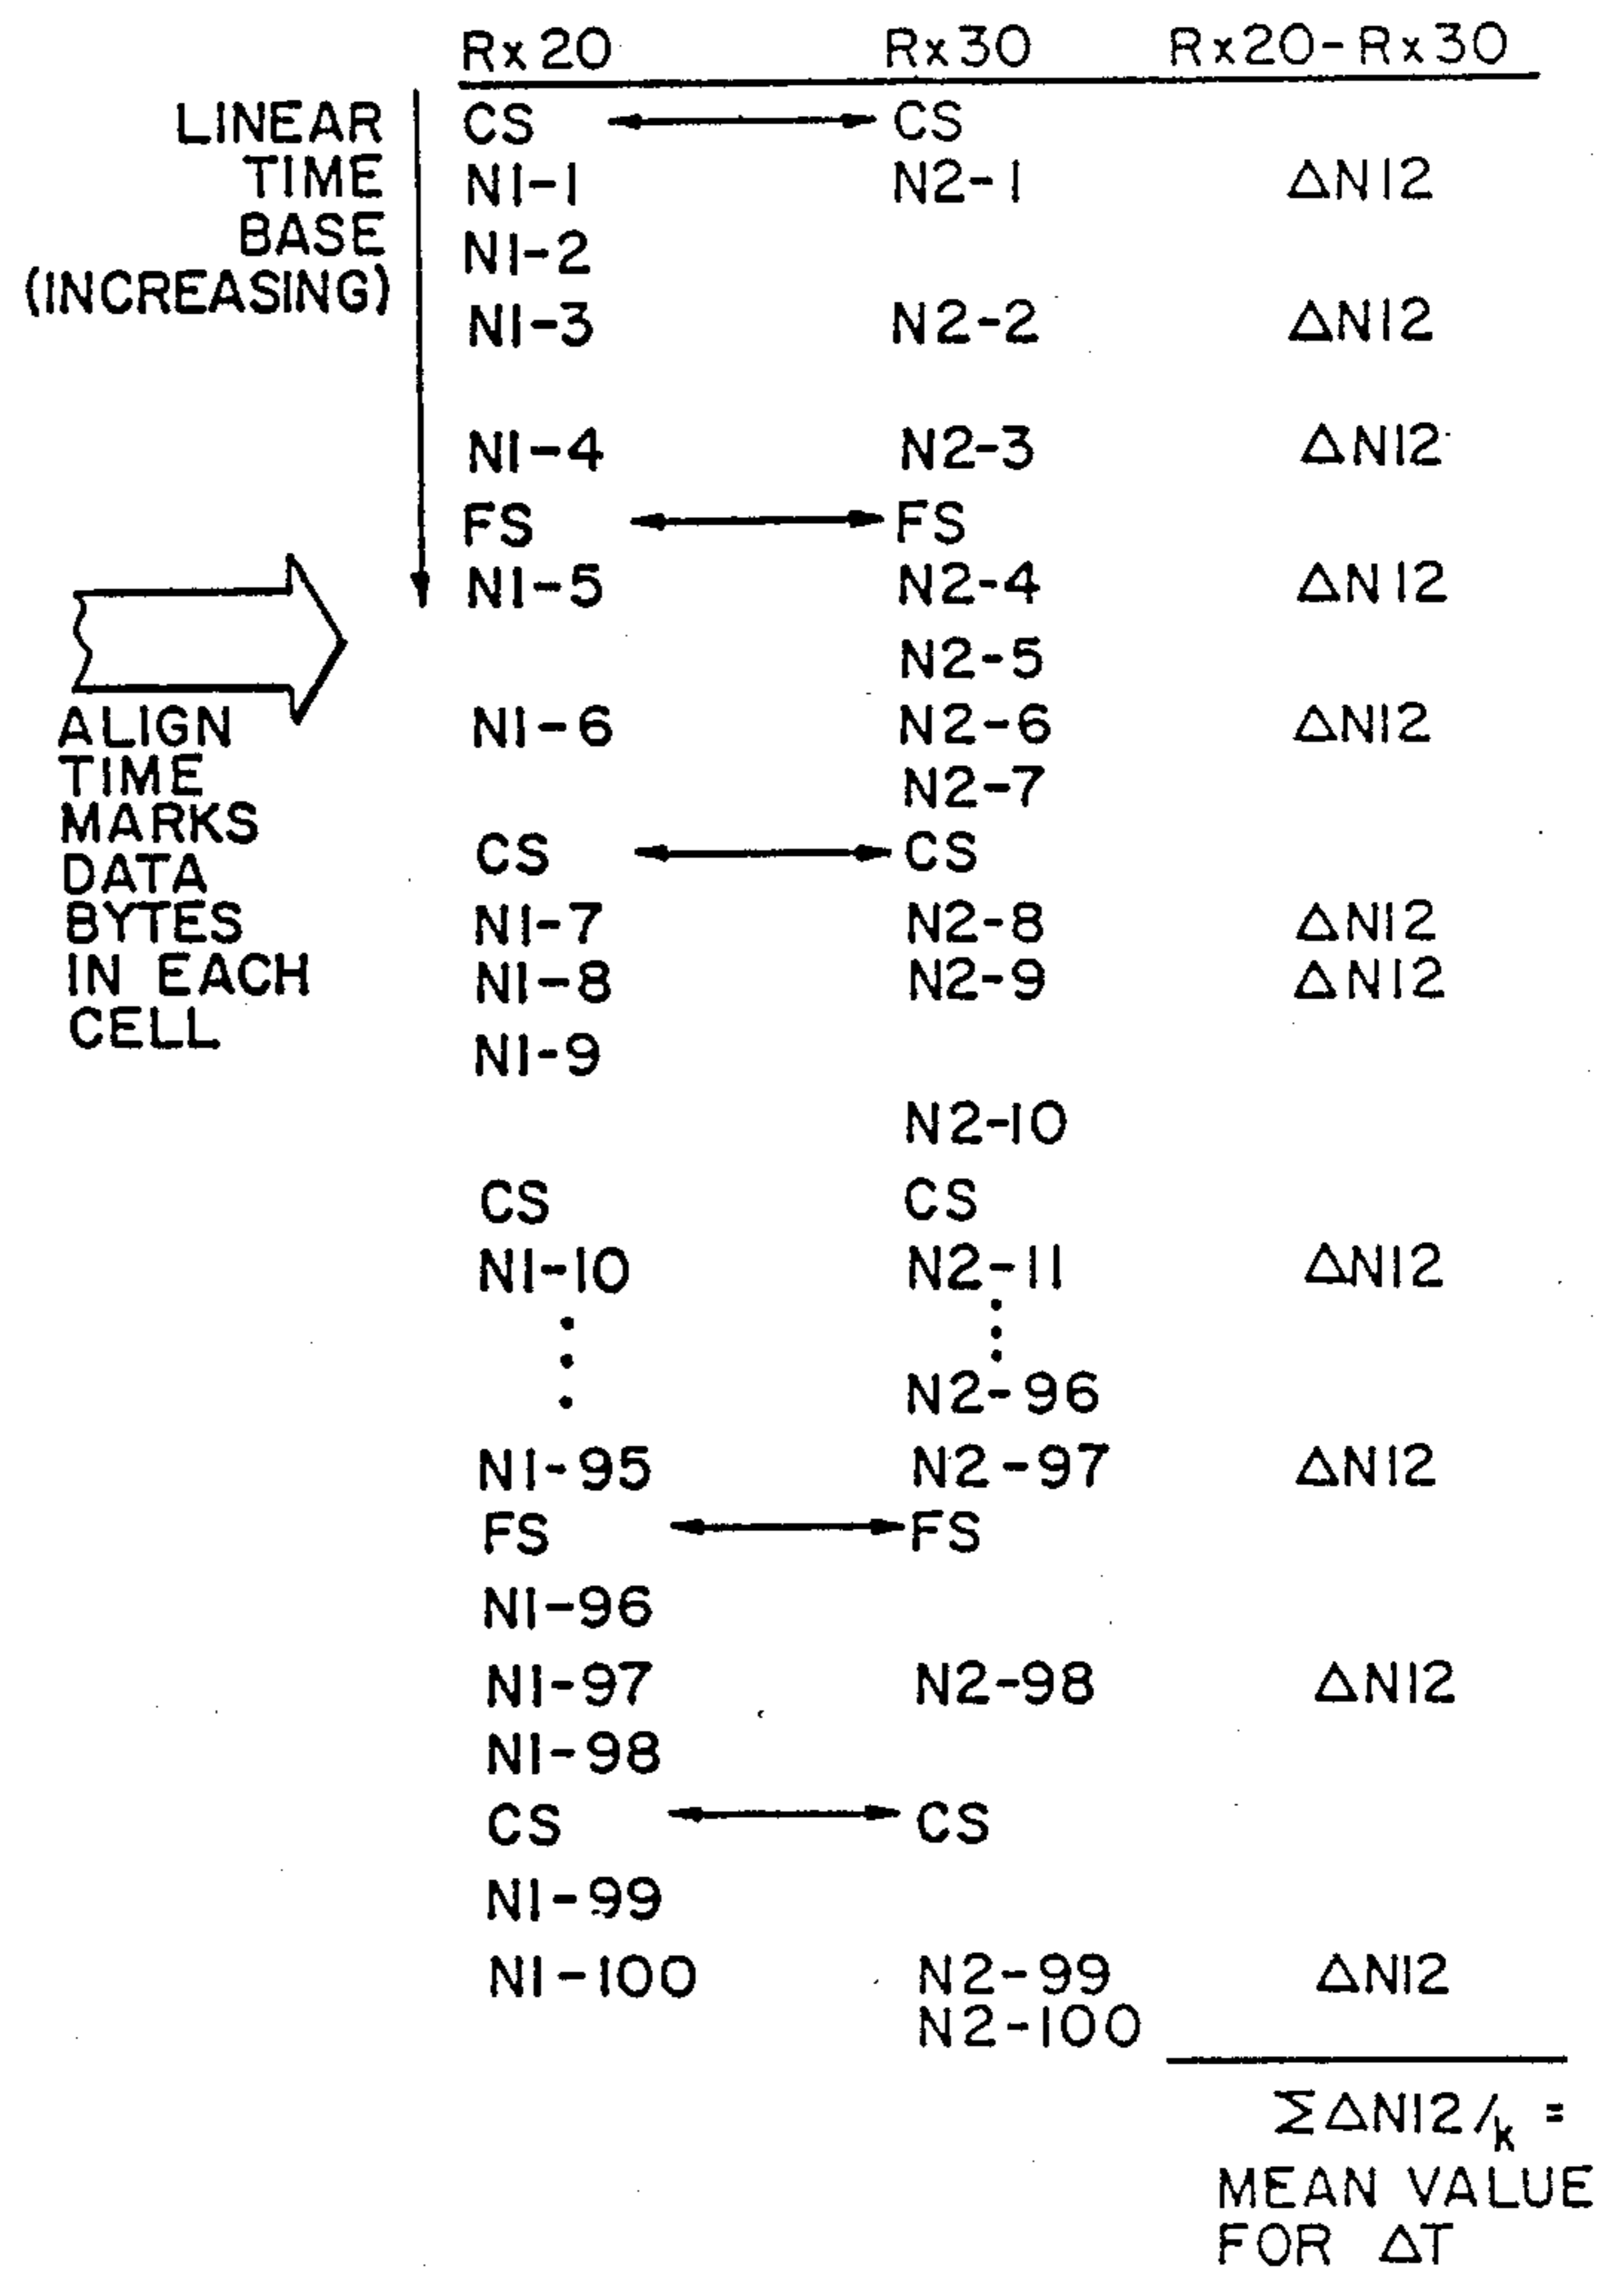 Rx20 Rx30 Rx20-Rx30
LINEAR
TIME
BASE
(INCREASING)
CS CS
N1-1 N2-1 ΔN12
N1-2
N1-3 N2-2 ΔN12
N1-4 N2-3 ΔN12
FS FS
N1-5 N2-4 ΔN12
N2-5
N1-6 N2-6 ΔN12
N2-7
CS CS
N1-7 N2-8 ΔN12
N1-8 N2-9 ΔN12
N1-9
N2-10
ALIGN
TIME
MARKS
DATA
BYTES
IN EACH
CELL
CS CS
N1-10 N2-11 ΔN12
N2-96
N1-95 N2-97 ΔN12
FS FS
N1-96
N1-97 N2-98 ΔN12
N1-98
CS CS
N1-99
N1-100 N2-99 ΔN12
N2-100
ΣΔN12/k =
MEAN VALUE
FOR ΔT